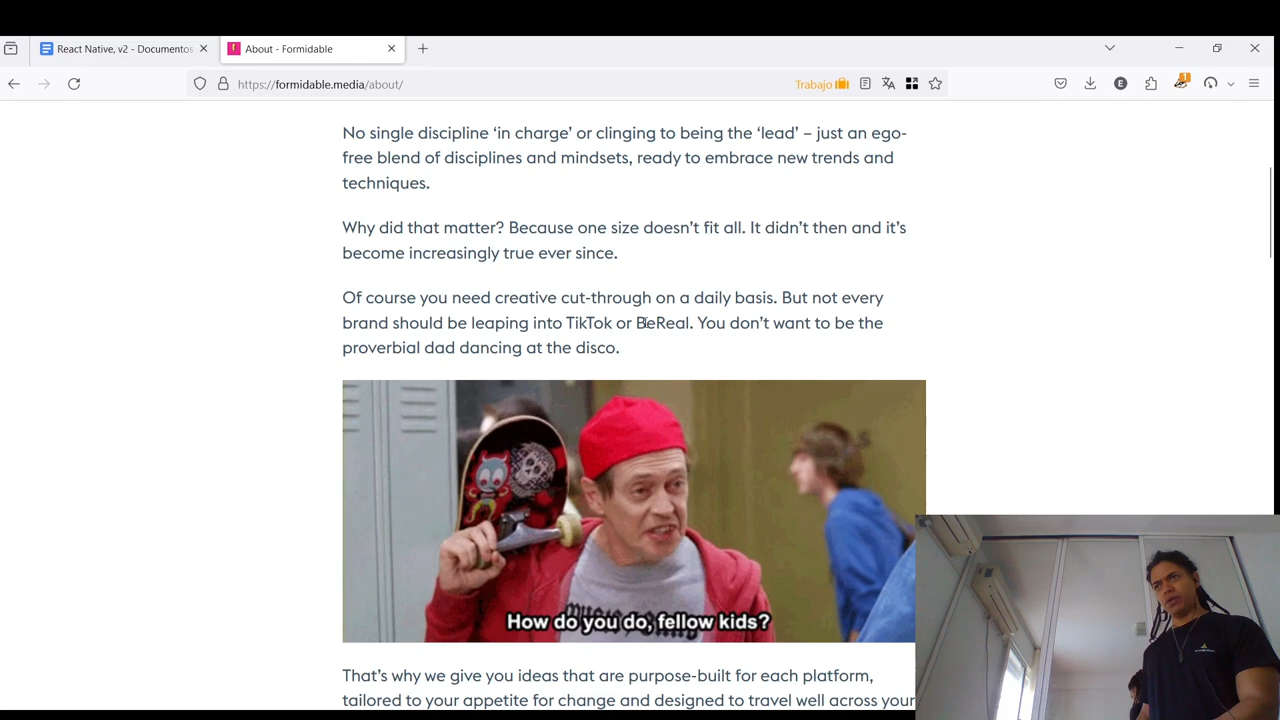 React Native, v2 - Documentos
About - Formidable
https://formidable.media/about/
Trabajo
E
1
No single discipline ‘in charge’ or clinging to being the ‘lead’ – just an ego-
free blend of disciplines and mindsets, ready to embrace new trends and
techniques.
Why did that matter? Because one size doesn’t fit all. It didn’t then and it’s
become increasingly true ever since.
Of course you need creative cut-through on a daily basis. But not every
brand should be leaping into TikTok or BeReal. You don’t want to be the
proverbial dad dancing at the disco.
How do you do, fellow kids?
That’s why we give you ideas that are purpose-built for each platform,
tailored to your appetite for change and designed to travel well across your